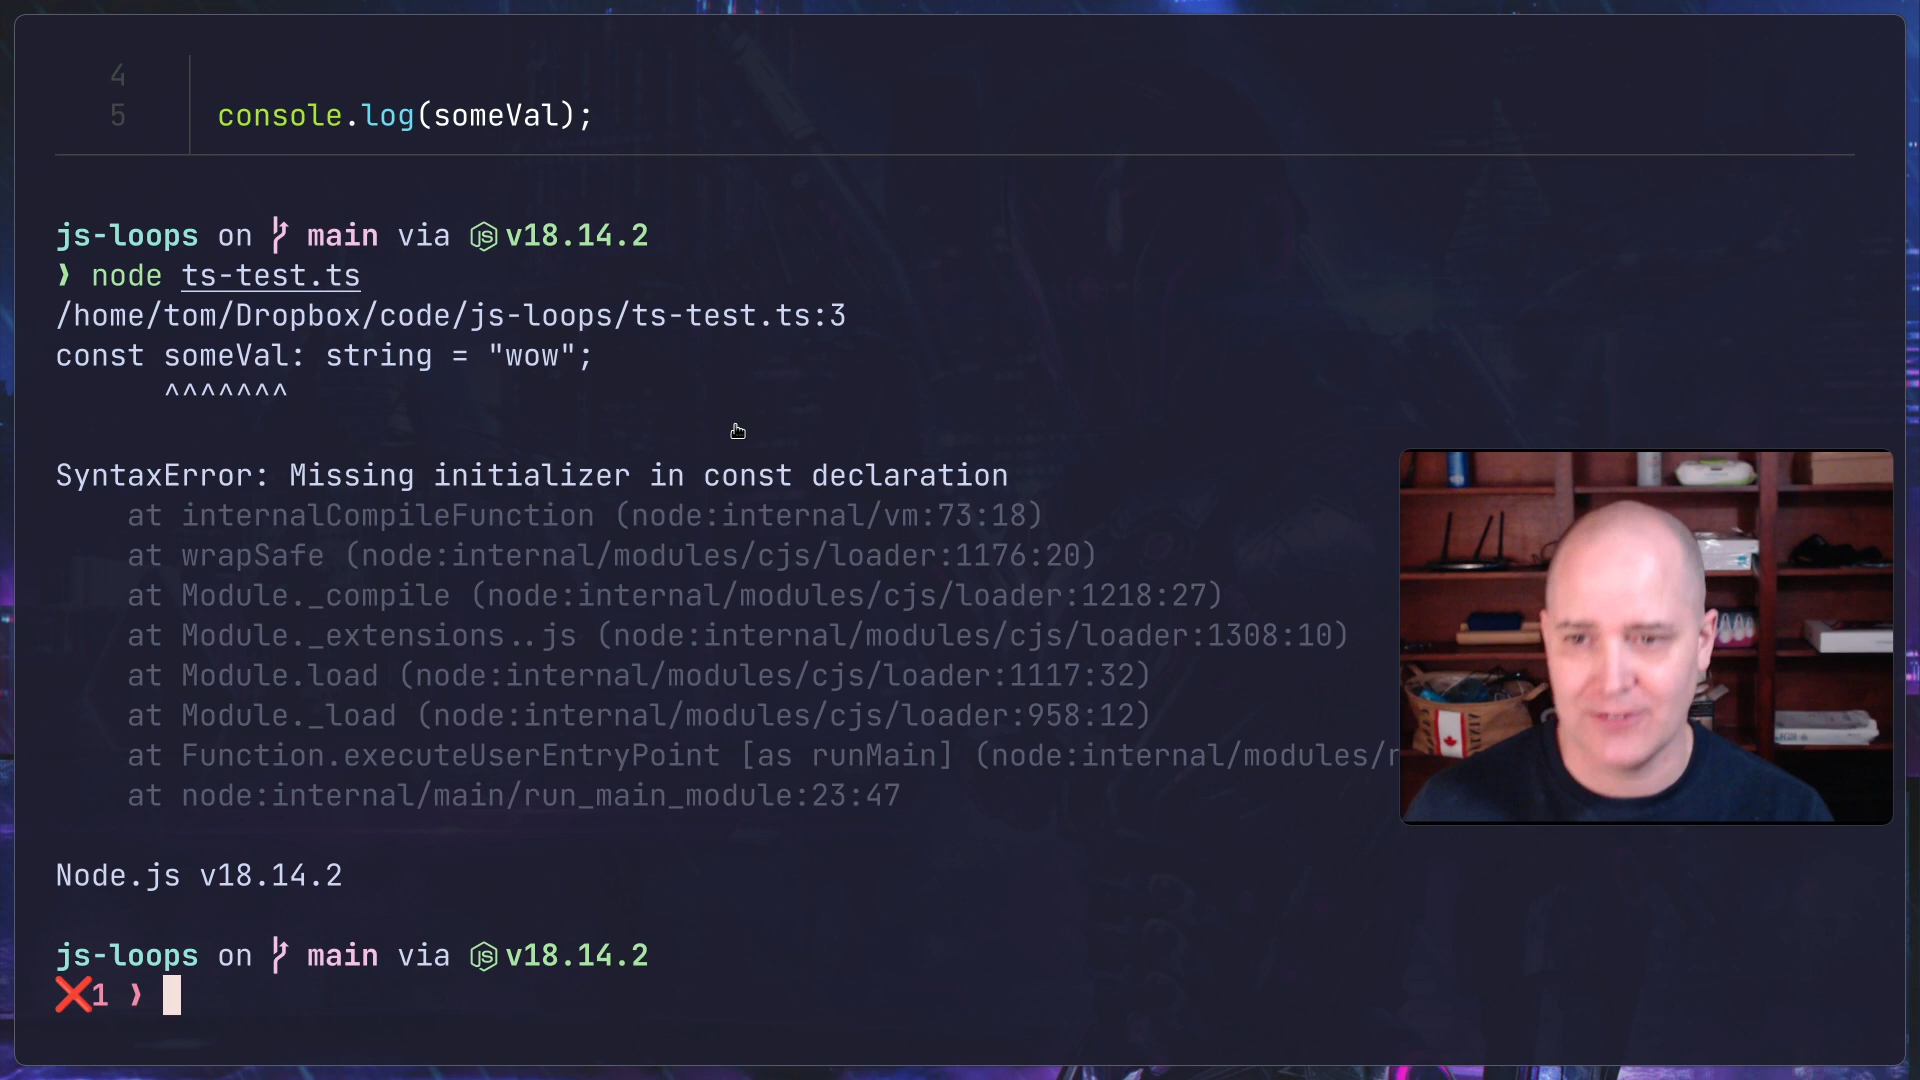 4
5 console.log(someVal);
js-loops on main via JS v18.14.2
❯ node ts-test.ts
/home/tom/Dropbox/code/js-loops/ts-test.ts:3
const someVal: string = "wow";
^^^^^^^
SyntaxError: Missing initializer in const declaration
at internalCompileFunction (node:internal/vm:73:18)
at wrapSafe (node:internal/modules/cjs/loader:1176:20)
at Module._compile (node:internal/modules/cjs/loader:1218:27)
at Module._extensions..js (node:internal/modules/cjs/loader:1308:10)
at Module.load (node:internal/modules/cjs/loader:1117:32)
at Module._load (node:internal/modules/cjs/loader:958:12)
at Function.executeUserEntryPoint [as runMain] (node:internal/modules/r
at node:internal/main/run_main_module:23:47
Node.js v18.14.2
js-loops on main via JS v18.14.2
❌1 ❯